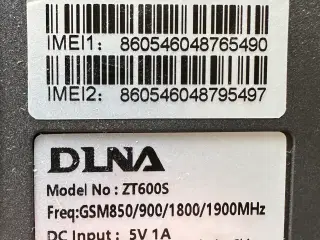 IMEI1: 860546048765490
IMEI2: 860546048795497
DLNA
Model No : ZT600S
Freq:GSM850/900/1800/1900MHz
DC Input : 5V 1A